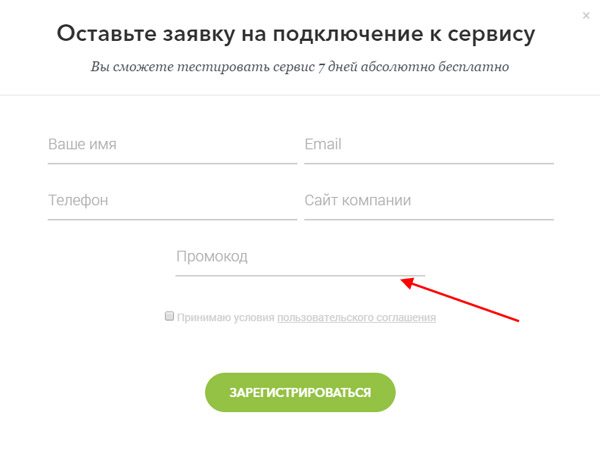 Оставьте заявку на подключение к сервису
Вы сможете тестировать сервис 7 дней абсолютно бесплатно
Ваше имя Email
Телефон Сайт компании
Промокод
Принимаю условия пользовательского соглашения
ЗАРЕГИСТРИРОВАТЬСЯ